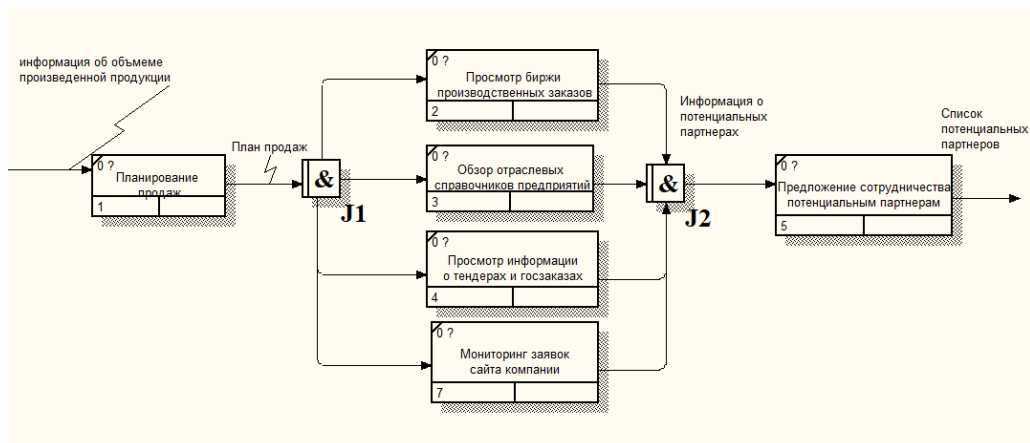 информация об объмеме
произведенной продукции
0 ?
Планирование
продаж
1
План продаж
&
J1
0 ?
Просмотр биржи
производственных заказов
2
0 ?
Обзор отраслевых
справочников предприятий
3
0 ?
Просмотр информации
о тендерах и госзаказах
4
0 ?
Мониторинг заявок
сайта компании
7
Информация о
потенциальных
партнерах
&
J2
0 ?
Предложение сотрудничества
потенциальным партнерам
5
Список
потенциальных
партнеров